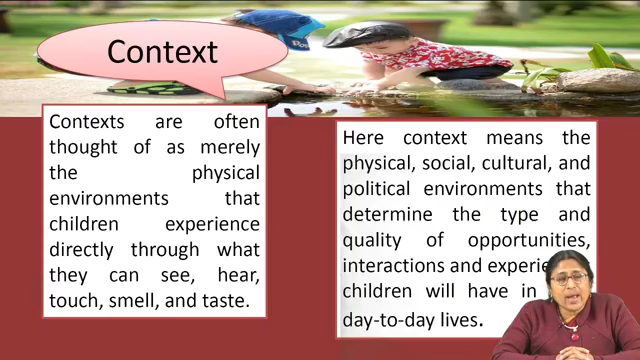 Context
Contexts are often
thought of as merely
the physical
environments that
children experience
directly through what
they can see, hear,
touch, smell, and taste.
Here context means the
physical, social, cultural, and
political environments that
determine the type and
quality of opportunities,
interactions and
children will have in
day-to-day lives.